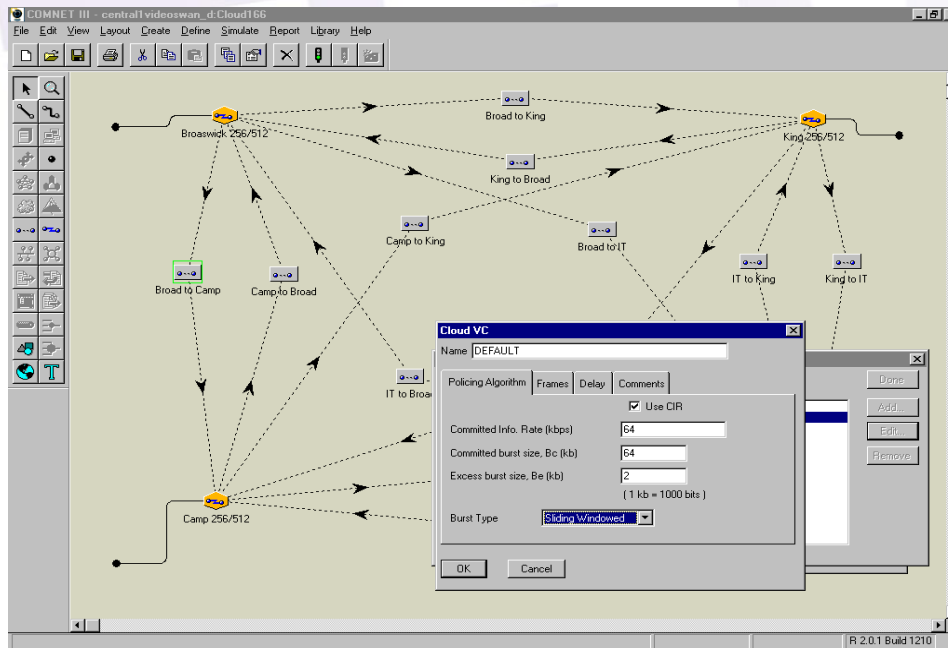 COMNET III - central1videoswan_d:Cloud166
File Edit View Layout Create Define Simulate Report Library Help
Broad to King
Broaswick 256/512
King 256/512
King to Broad
Camp to King
Broad to IT
Broad to Camp
Camp to Broad
IT to King
King to IT
Cloud VC
Name DEFAULT
Policing Algorithm Frames Delay Comments
Use CIR
Committed Info. Rate (kbps) 64
Committed burst size, Bc (kb) 64
Excess burst size, Be (kb) 2
( 1 kb = 1000 bits )
Burst Type Sliding Windowed
OK Cancel
Done
Add...
Edit...
Remove
IT to Broa
Camp 256/512
R 2.0.1 Build 1210